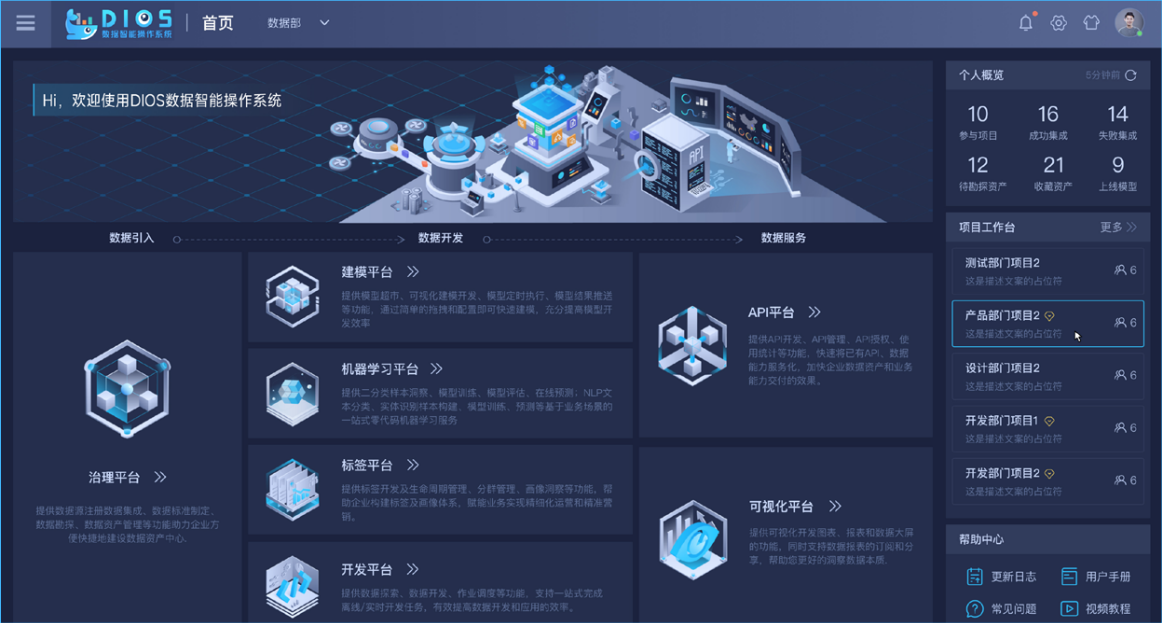 DIOS
数据智能操作系统
首页
数据部
Hi，欢迎使用DIOS数据智能操作系统
API
数据引入
数据开发
数据服务
治理平台
提供数据源注册数据集成、数据标准制定、
数据勘探、数据资产管理等功能助力企业方
便快捷地建设数据资产中心.
建模平台
提供模型超市、可视化建模开发、模型定时执行、模型结果推送
等功能，通过简单的拖拽和配置即可快速建模，充分提高模型开
发效率
机器学习平台
提供二分类样本洞察、模型训练、模型评估、在线预测；NLP文
本分类、实体识别样本构建、模型训练、预测等基于业务场景的
一站式零代码机器学习服务
标签平台
提供标签开发及生命周期管理、分群管理、画像洞察等功能，帮
助企业构建标签及画像体系，赋能业务实现精细化运营和精准营
销。
开发平台
提供数据探索、数据开发、作业调度等功能，支持一站式完成
离线/实时开发任务，有效提高数据开发和应用的效率。
API平台
提供API开发、API管理、API授权、使
用统计等功能，快速将已有API、数据
能力服务化，加快企业数据资产和业务
能力交付的效果。
可视化平台
提供可视化开发图表、报表和数据大屏
的功能，同时支持数据报表的订阅和分
享，帮助您更好的洞察数据本质.
个人概览
5分钟前
10 16 14
参与项目 成功集成 失败集成
12 21 9
待勘探资产 收藏资产 上线模型
项目工作台
更多
测试部门项目2
这是描述文案的占位符
6
产品部门项目2
这是描述文案的占位符
6
设计部门项目2
这是描述文案的占位符
6
开发部门项目1
这是描述文案的占位符
6
开发部门项目2
这是描述文案的占位符
6
帮助中心
更新日志 用户手册
常见问题 视频教程